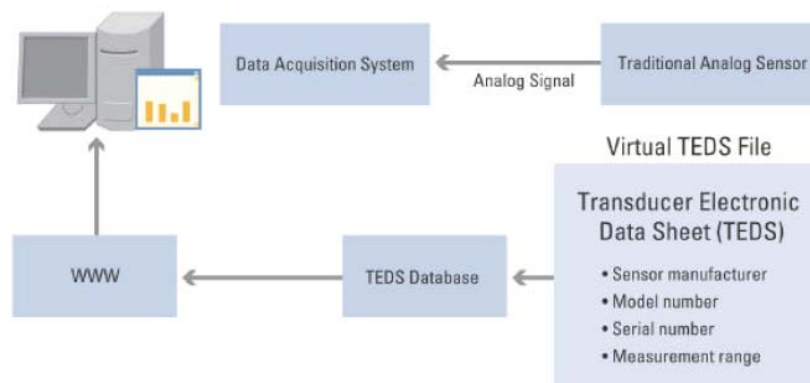 Data Acquisition System
Analog Signal
Traditional Analog Sensor
Virtual TEDS File
Transducer Electronic
Data Sheet (TEDS)
• Sensor manufacturer
• Model number
• Serial number
• Measurement range
TEDS Database
WWW